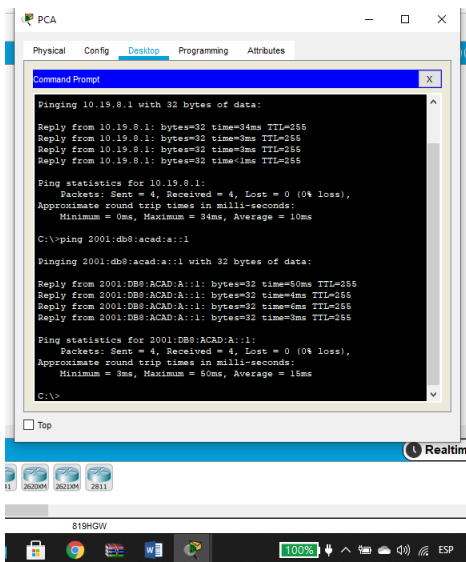 PCA
Physical Config Desktop Programming Attributes
Command Prompt
X
Pinging 10.19.8.1 with 32 bytes of data:
Reply from 10.19.8.1: bytes=32 time=34ms TTL=255
Reply from 10.19.8.1: bytes=32 time=3ms TTL=255
Reply from 10.19.8.1: bytes=32 time=3ms TTL=255
Reply from 10.19.8.1: bytes=32 time<1ms TTL=255
Ping statistics for 10.19.8.1:
Packets: Sent = 4, Received = 4, Lost = 0 (0% loss),
Approximate round trip times in milli-seconds:
Minimum = 0ms, Maximum = 34ms, Average = 10ms
C:\>ping 2001:db8:acad:a::1
Pinging 2001:db8:acad:a::1 with 32 bytes of data:
Reply from 2001:DB8:ACAD:A::1: bytes=32 time=50ms TTL=255
Reply from 2001:DB8:ACAD:A::1: bytes=32 time=4ms TTL=255
Reply from 2001:DB8:ACAD:A::1: bytes=32 time=6ms TTL=255
Reply from 2001:DB8:ACAD:A::1: bytes=32 time=3ms TTL=255
Ping statistics for 2001:DB8:ACAD:A::1:
Packets: Sent = 4, Received = 4, Lost = 0 (0% loss),
Approximate round trip times in milli-seconds:
Minimum = 3ms, Maximum = 50ms, Average = 15ms
C:\>
Top
Realtim
41 2620XM 2621XM 2811
819HGW
100% ESP